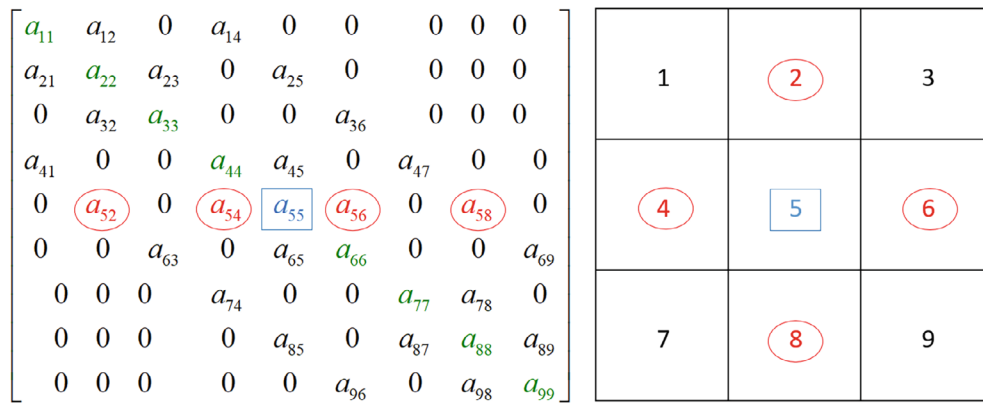 a11 a12 0 a14 0 0 0 0 0
a21 a22 a23 0 a25 0 0 0 0
0 a32 a33 0 0 a36 0 0 0
a41 0 0 a44 a45 0 a47 0 0
0 a52 0 a54 a55 a56 0 a58 0
0 0 a63 0 a65 a66 0 0 a69
0 0 0 a74 0 0 a77 a78 0
0 0 0 0 a85 0 a87 a88 a89
0 0 0 0 0 a96 0 a98 a99
1 2 3
4 5 6
7 8 9